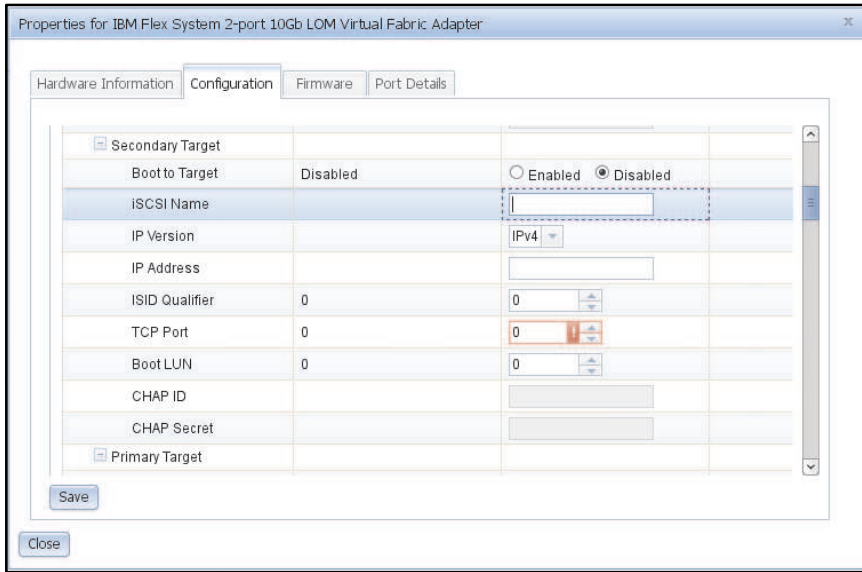 Properties for IBM Flex System 2-port 10Gb LOM Virtual Fabric Adapter x
Hardware Information Configuration Firmware Port Details
Secondary Target
Boot to Target Disabled Enabled Disabled
iSCSI Name
IP Version IPv4
IP Address
ISID Qualifier 0 0
TCP Port 0 0 !
Boot LUN 0 0
CHAP ID
CHAP Secret
Primary Target
Save
Close